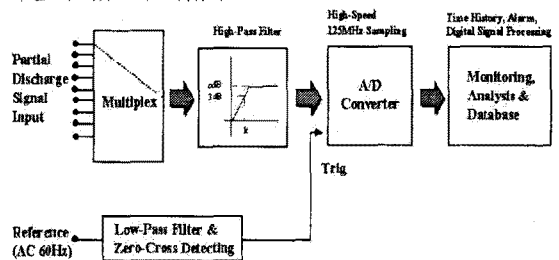 High-Speed
125MHz Sampling
Time History, Alarm,
Digital Signal Processing
High-Pass Filter
Partial
Discharge
Signal
Input
Multiplex
0dB
3dB
A/D
Converter
Monitoring,
Analysis &
Database
Trig
Reference
(AC 60Hz)
Low-Pass Filter &
Zero-Cross Detecting